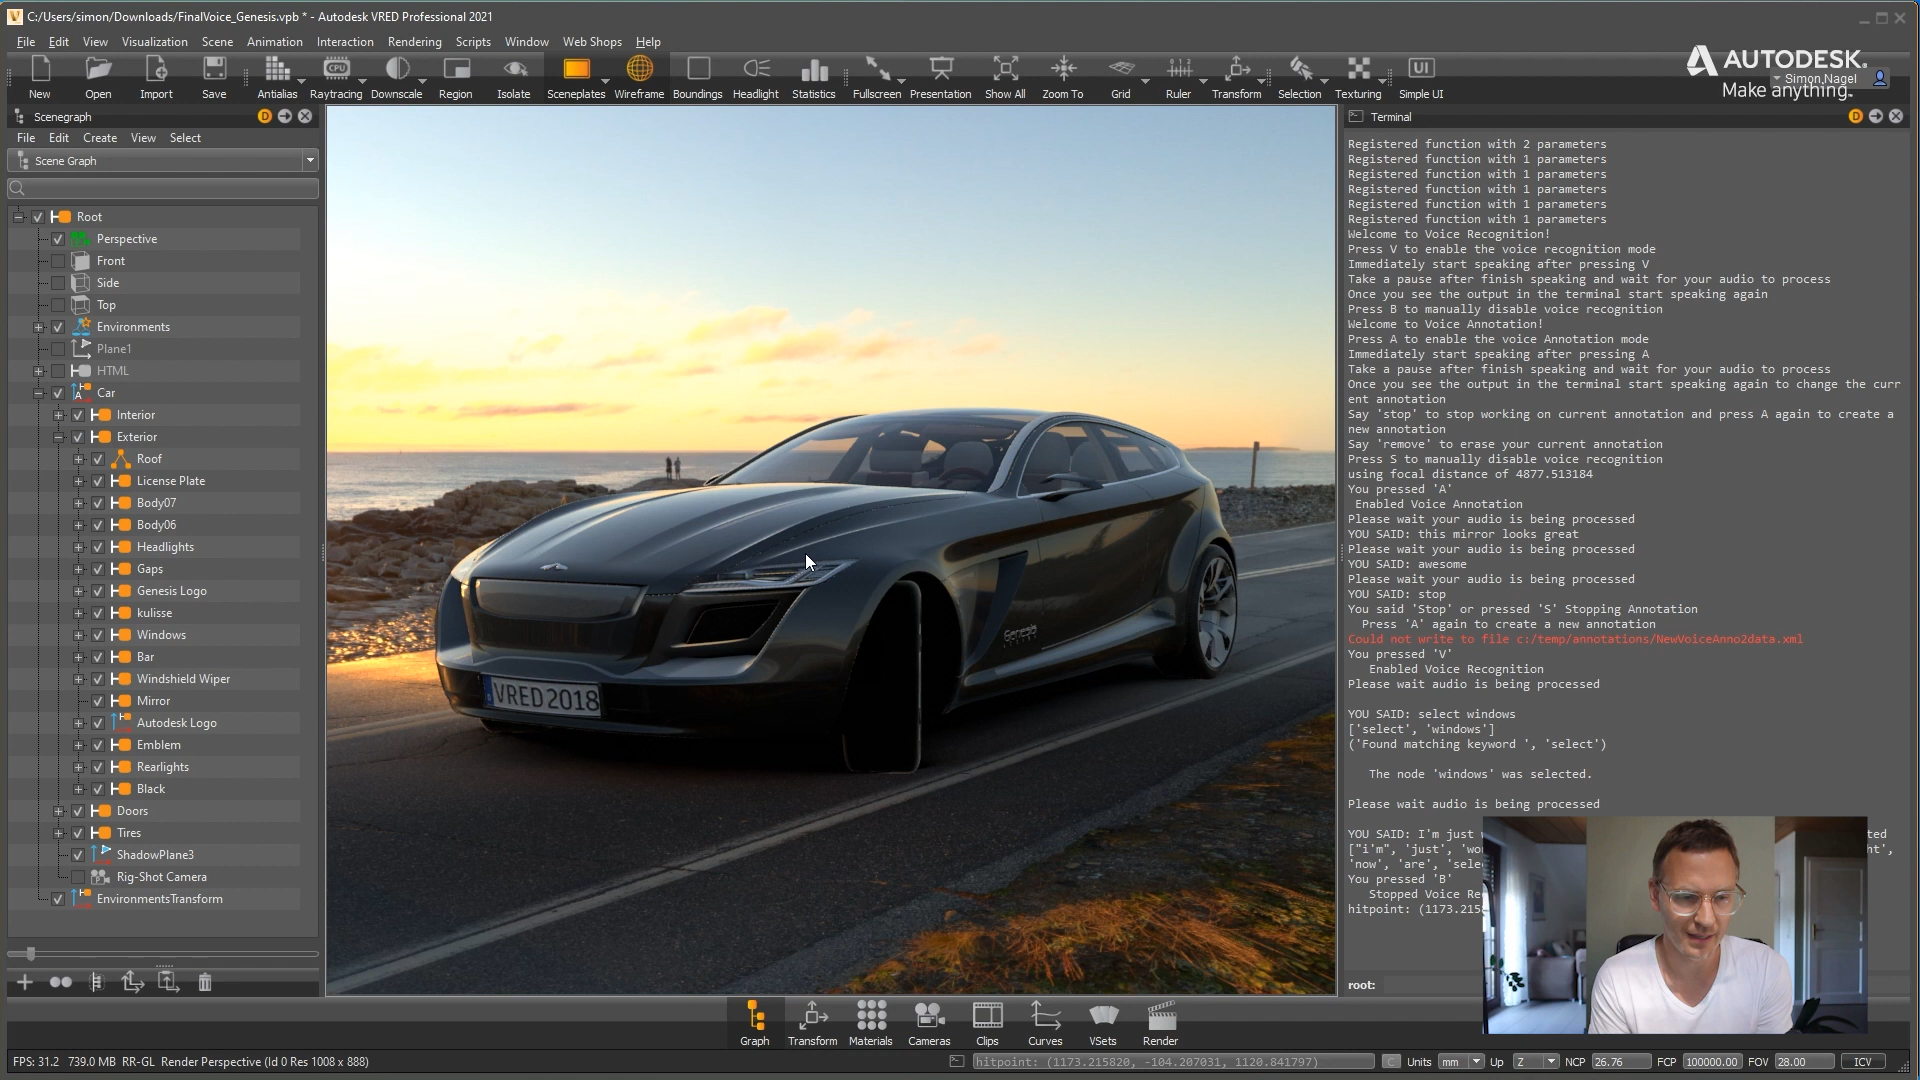 C:/Users/simon/Downloads/FinalVoice_Genesis.vpb * - Autodesk VRED Professional 2021
File Edit View Visualization Scene Animation Interaction Rendering Scripts Window Web Shops Help
AUTODESK.
Simon.Nagel
Make anything.
CPU
UI
New Open Import Save Antialias Raytracing Downscale Region Isolate Sceneplates Wireframe Boundings Headlight Statistics Fullscreen Presentation Show All Zoom To Grid Ruler Transform Selection Texturing Simple UI
Scenegraph
D
File Edit Create View Select
Scene Graph
Root
Perspective
Front
Side
Top
Environments
Plane1
HTML
Car
Interior
Exterior
Roof
License Plate
Body07
Body06
Headlights
Gaps
Genesis Logo
kulisse
Windows
Bar
Windshield Wiper
Mirror
Autodesk Logo
Emblem
Rearlights
Black
Doors
Tires
ShadowPlane3
Rig-Shot Camera
EnvironmentsTransform
Genesis
VRED2018
Terminal
D
Registered function with 2 parameters
Registered function with 1 parameters
Registered function with 1 parameters
Registered function with 1 parameters
Registered function with 1 parameters
Registered function with 1 parameters
Welcome to Voice Recognition!
Press V to enable the voice recognition mode
Immediately start speaking after pressing V
Take a pause after finish speaking and wait for your audio to process
Once you see the output in the terminal start speaking again
Press B to manually disable voice recognition
Welcome to Voice Annotation!
Press A to enable the voice Annotation mode
Immediately start speaking after pressing A
Take a pause after finish speaking and wait for your audio to process
Once you see the output in the terminal start speaking again to change the curr
ent annotation
Say 'stop' to stop working on current annotation and press A again to create a
new annotation
Say 'remove' to erase your current annotation
Press S to manually disable voice recognition
using focal distance of 4877.513184
You pressed 'A'
Enabled Voice Annotation
Please wait your audio is being processed
YOU SAID: this mirror looks great
Please wait your audio is being processed
YOU SAID: awesome
Please wait your audio is being processed
YOU SAID: stop
You said 'Stop' or pressed 'S' Stopping Annotation
Press 'A' again to create a new annotation
Could not write to file c:/temp/annotations/NewVoiceAnno2data.xml
You pressed 'V'
Enabled Voice Recognition
Please wait audio is being processed
YOU SAID: select windows
['select', 'windows']
('Found matching keyword ', 'select')
The node 'windows' was selected.
Please wait audio is being processed
YOU SAID: I'm just
ted
["i'm", 'just',
ht',
'now', 'are',
You pressed 'B'
Stopped Voice
hitpoint: (1173.215
root:
Graph Transform Materials Cameras Clips Curves VSets Render
FPS: 31.2 739.0 MB RR-GL Render Perspective (Id 0 Res 1008 x 888)
hitpoint: (1173.215820, -104.207031, 1120.841797)
C Units mm Up Z NCP 26.76 FCP 100000.00 FOV 28.00 ICV